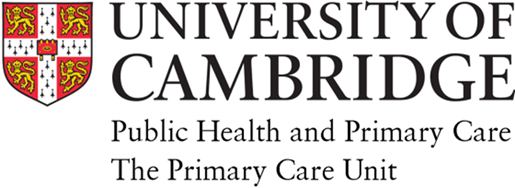 UNIVERSITY OF
CAMBRIDGE
Public Health and Primary Care
The Primary Care Unit